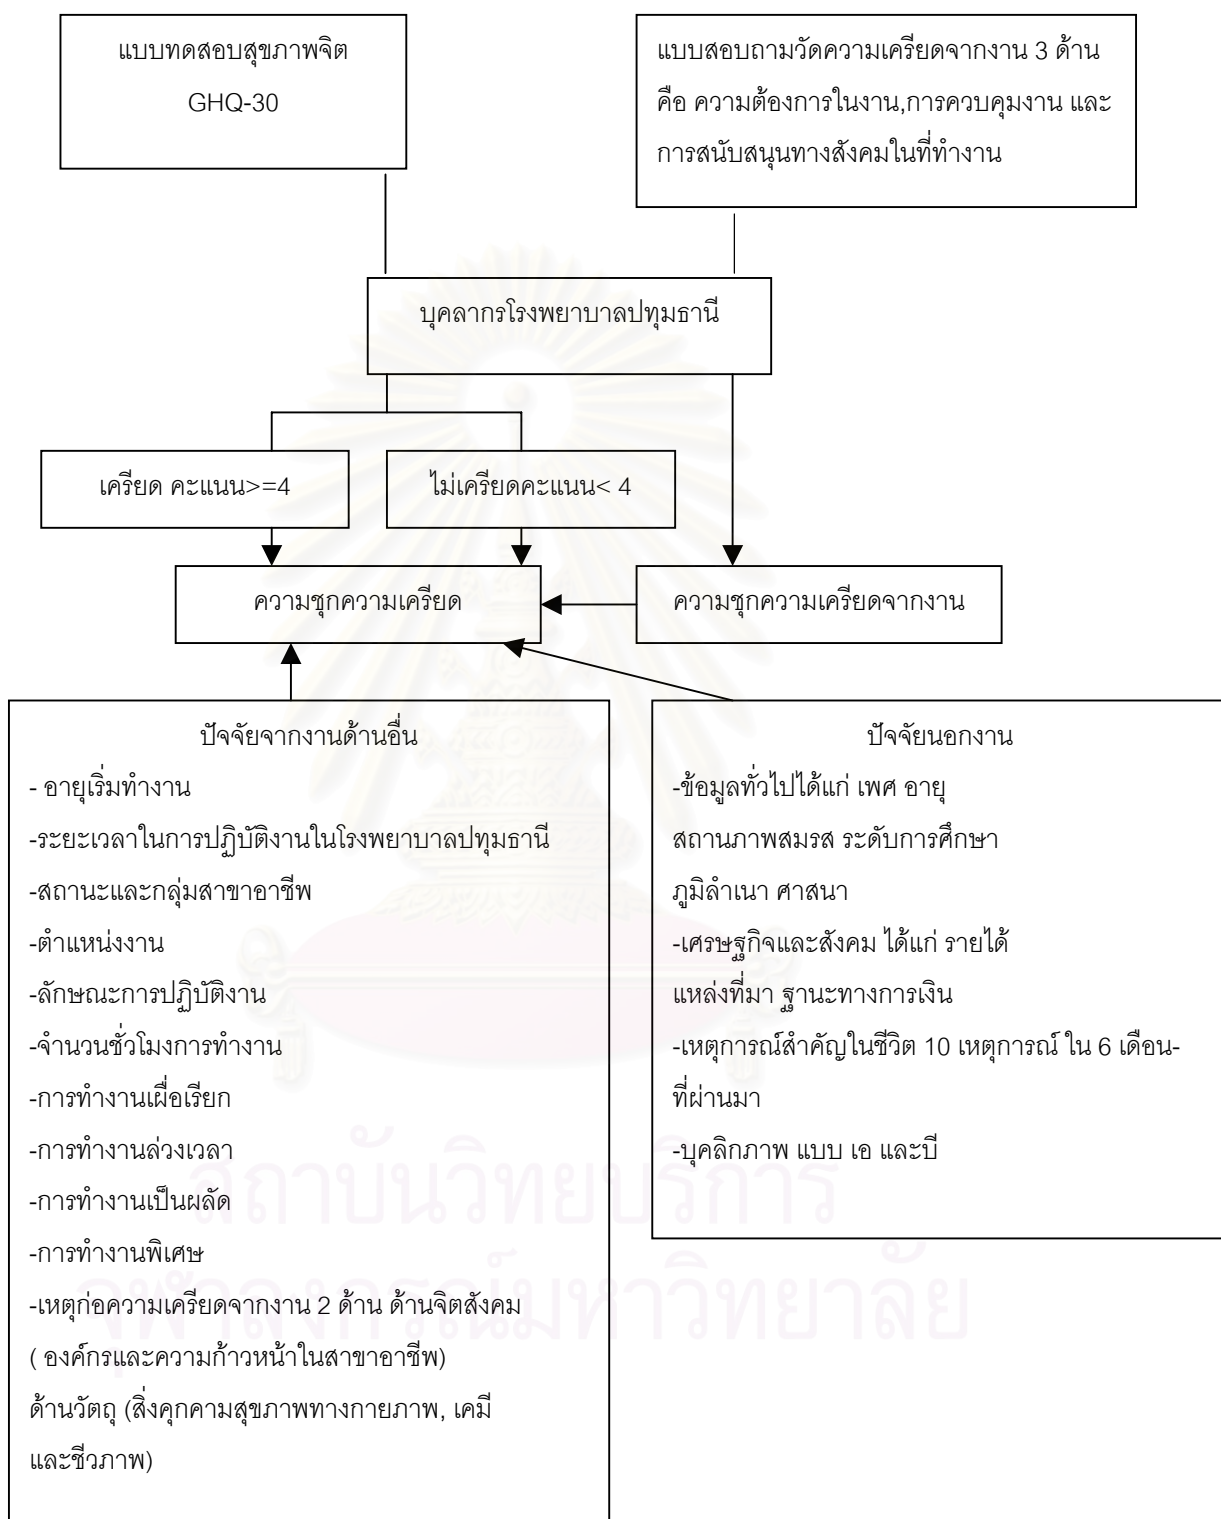 แบบทดสอบสุขภาพจิต
GHQ-30
แบบสอบถามวัดความเครียดจากงาน 3 ด้าน
คือ ความต้องการในงาน,การควบคุมงาน และ
การสนับสนุนทางสังคมในที่ทำงาน
บุคลากรโรงพยาบาลปทุมธานี
เครียด คะแนน>=4
ไม่เครียดคะแนน< 4
ความชุกความเครียด
ความชุกความเครียดจากงาน
ปัจจัยจากงานด้านอื่น
- อายุเริ่มทำงาน
-ระยะเวลาในการปฏิบัติงานในโรงพยาบาลปทุมธานี
-สถานะและกลุ่มสาขาอาชีพ
-ตำแหน่งงาน
-ลักษณะการปฏิบัติงาน
-จำนวนชั่วโมงการทำงาน
-การทำงานเผื่อเรียก
-การทำงานล่วงเวลา
-การทำงานเป็นผลัด
-การทำงานพิเศษ
-เหตุก่อความเครียดจากงาน 2 ด้าน ด้านจิตสังคม
( องค์กรและความก้าวหน้าในสาขาอาชีพ)
ด้านวัตถุ (สิ่งคุกคามสุขภาพทางกายภาพ, เคมี
และชีวภาพ)
ปัจจัยนอกงาน
-ข้อมูลทั่วไปได้แก่ เพศ อายุ
สถานภาพสมรส ระดับการศึกษา
ภูมิลำเนา ศาสนา
-เศรษฐกิจและสังคม ได้แก่ รายได้
แหล่งที่มา ฐานะทางการเงิน
-เหตุการณ์สำคัญในชีวิต 10 เหตุการณ์ ใน 6 เดือน-
ที่ผ่านมา
-บุคลิกภาพ แบบ เอ และบี
สถาบันวิทยบริการ
จุฬาลงกรณ์มหาวิทยาลัย